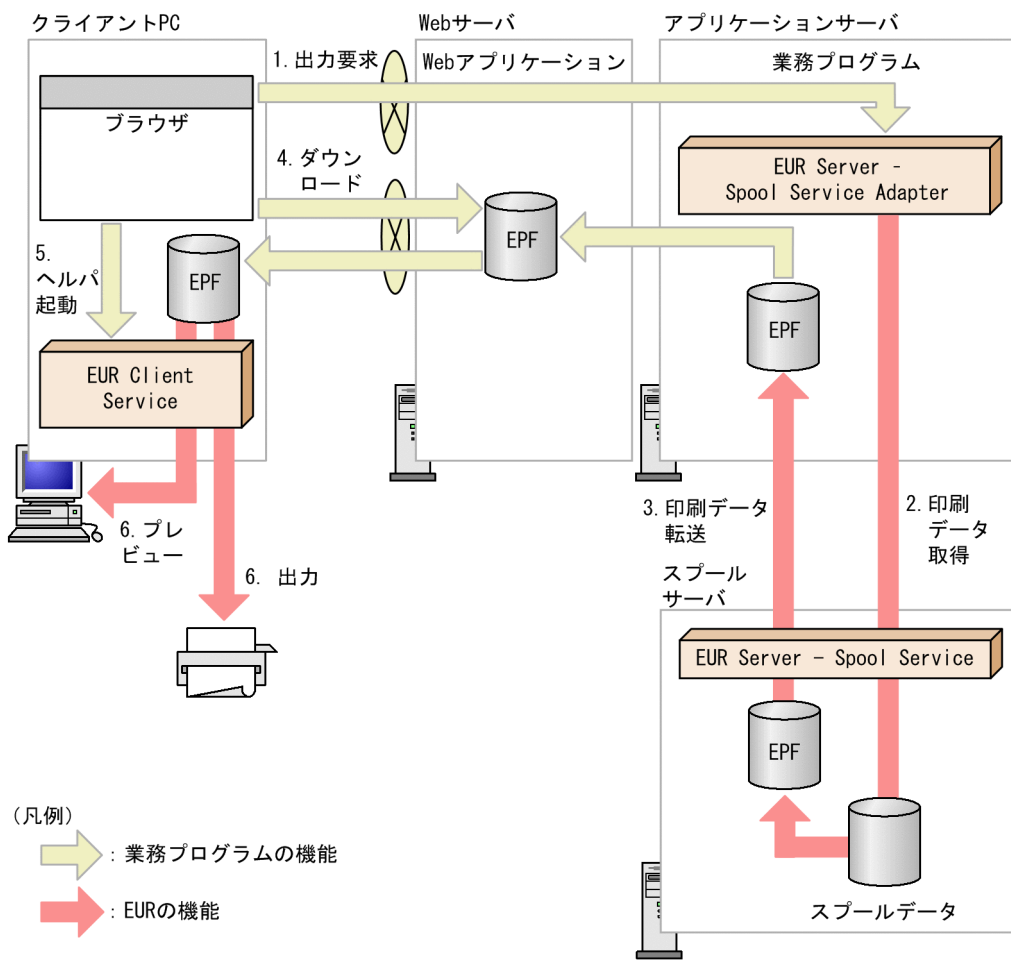 クライアントPC
Webサーバ
アプリケーションサーバ
1. 出力要求
Webアプリケーション
業務プログラム
ブラウザ
4. ダウン
ロード
EUR Server -
Spool Service Adapter
5.
ヘルパ
起動
EPF
EPF
EPF
EUR Client
Service
6. プレ
ビュー
3. 印刷データ
転送
2. 印刷
データ
取得
6. 出力
スプール
サーバ
EUR Server − Spool Service
EPF
スプールデータ
(凡例)
: 業務プログラムの機能
: EURの機能